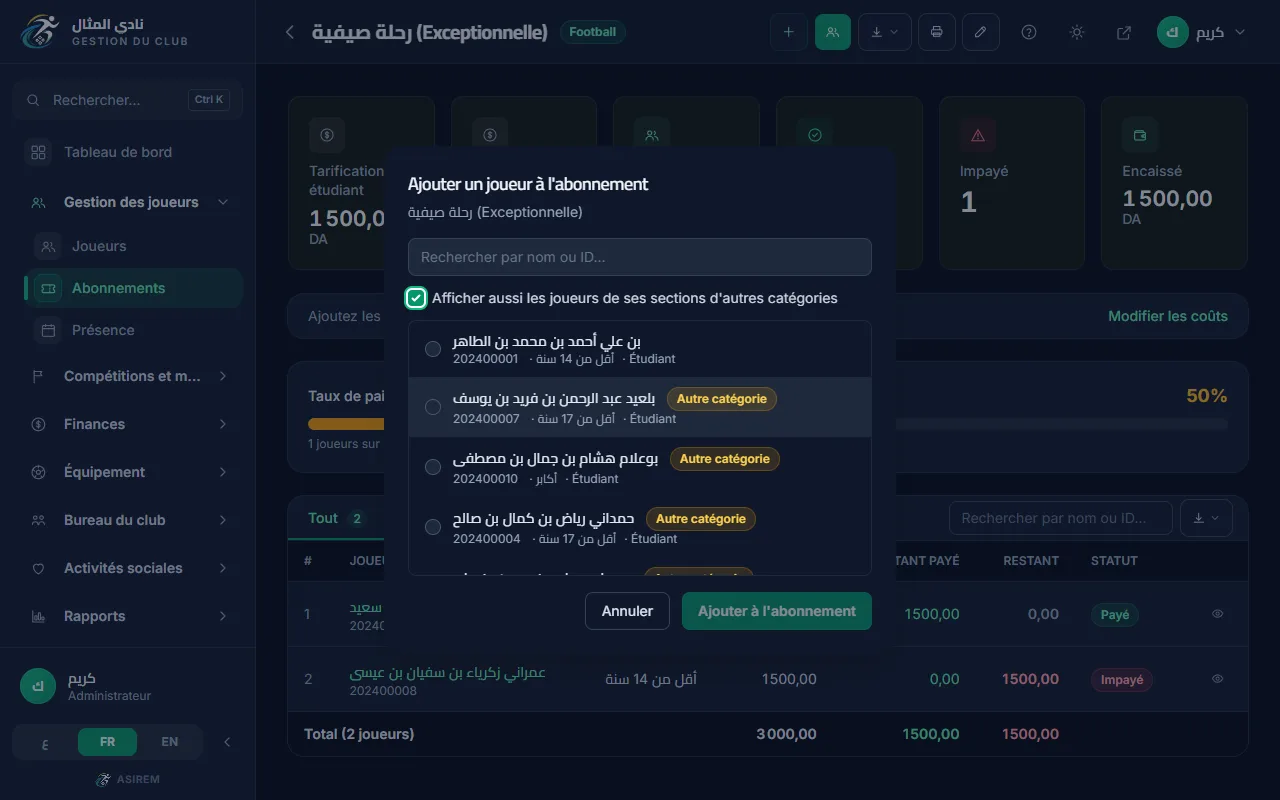 نادي المثال
GESTION DU CLUB
Rechercher...
Ctrl K
Tableau de bord
Gestion des joueurs
Joueurs
Abonnements
Présence
Compétitions et m...
Finances
Équipement
Bureau du club
Activités sociales
Rapports
كريم
Administrateur
ع
FR
EN
ASIREM
رحلة صيفية (Exceptionnelle)
Football
ك
كريم
Tarification
étudiant
1 500,0
DA
Impayé
1
Encaissé
1 500,00
DA
Ajoutez les
Modifier les coûts
Taux de pai
50%
1 joueurs sur
Ajouter un joueur à l'abonnement
رحلة صيفية (Exceptionnelle)
Rechercher par nom ou ID...
Afficher aussi les joueurs de ses sections d'autres catégories
بن علي أحمد بن محمد بن الطاهر
202400001 · أقل من 14 سنة · Étudiant
بلعيد عبد الرحمن بن فريد بن يوسف Autre catégorie
202400007 · أقل من 17 سنة · Étudiant
بوعلام هشام بن جمال بن مصطفى Autre catégorie
202400010 · أكابر · Étudiant
حمداني رياض بن كمال بن صالح Autre catégorie
202400004 · أقل من 17 سنة · Étudiant
Annuler
Ajouter à l'abonnement
Tout 2
Rechercher par nom ou ID...
# JOUEU TANT PAYÉ RESTANT STATUT
1 سعيد 1500,00 0,00 Payé
2024
2 عمراني زكرياء بن سفيان بن عيسى أقل من 14 سنة 1500,00 0,00 1500,00 Impayé
202400008
Total (2 joueurs) 3 000,00 1500,00 1500,00